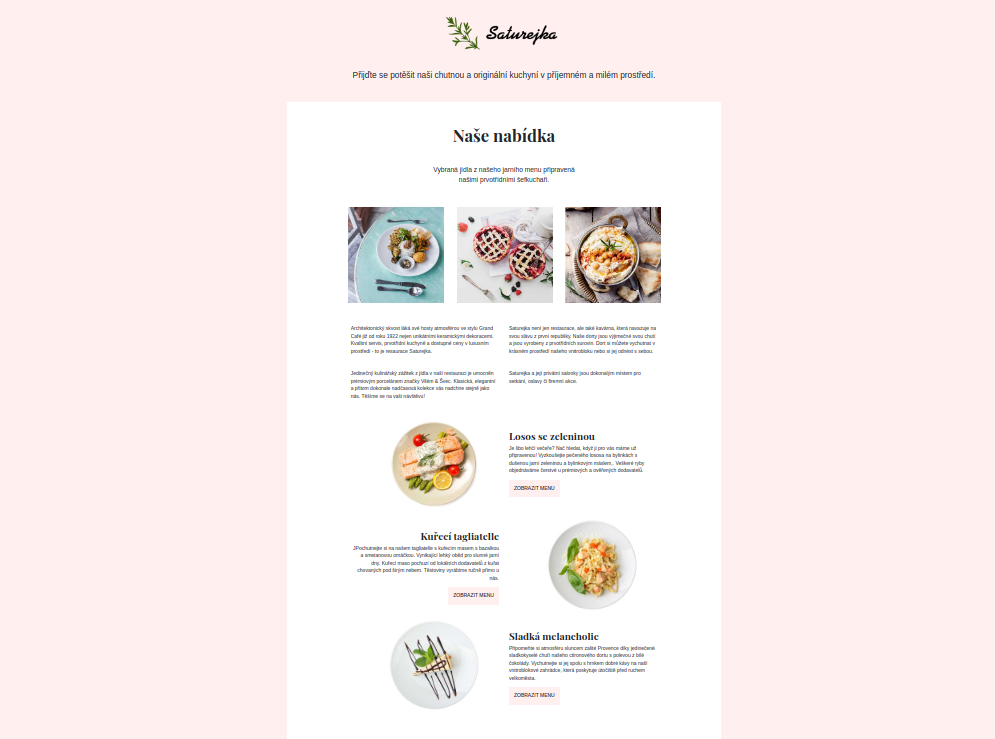 Saturejka
Přijďte se potěšit naši chutnou a originální kuchyní v příjemném a milém prostředí.
Naše nabídka
Vybraná jídla z našeho jarního menu připravená
našimi prvotřídními šefkuchaři.
Architektonický skvost láká své hosty atmosférou ve stylu Grand
Café již od roku 1922 nejen unikátními keramickými dekoracemi.
Kvalitní servis, prvotřídní kuchyně a dostupné ceny v luxusním
prostředí - to je restaurace Saturejka.
Saturejka není jen restaurace, ale také kavárna, která navazuje na
svou slávu z první republiky. Naše dorty jsou výjimečné svou chutí
a jsou vyrobeny z prvotřídních surovin. Dort si můžete vychutnat v
krásném prostředí našeho vnitrobloku nebo si jej odnést s sebou.
Jedinečný kulinářský zážitek z jídla v naší restauraci je umocněn
prémiovým porcelánem značky Vilém & Švec. Klasická, elegantní
a přitom dokonale nadčasová kolekce vás nadchne stejně jako
nás. Těšíme se na vaši návštěvu!
Saturejka a její privátní salonky jsou dokonalým místem pro
setkání, oslavy či firemní akce.
Losos se zeleninou
Je libo lehčí večeře? Nač hledat, když ji pro vás máme už
připravenou! Vyzkoušejte pečeného lososa na bylinkách s
dušenou jarní zeleninou a bylinkovým máslem,. Veškeré ryby
objednáváme čerstvé u prémiových a ověřených dodavatelů.
ZOBRAZIT MENU
Kuřecí tagliatelle
JPochutnejte si na našem tagliatelle s kuřecím masem s bazalkou
a smetanovou omáčkou. Vynikající lehký oběd pro slunné jarní
dny. Kuřecí maso pochuzí od lokálních dodavatelů z kuřat
chovaných pod širým nebem. Těstoviny vyrábíme ručně přímo u
nás.
ZOBRAZIT MENU
Sladká melancholie
Připomeňte si atmosféru sluncem zalité Provence díky jedinečené
sladkokyselé chuti našeho citronového dortu s polevou z bílé
čokolády. Vychutnejte si jej spolu s hrnkem dobré kávy na naší
vnitroblokové zahrádce, která poskytuje útočiště před ruchem
velkoměsta.
ZOBRAZIT MENU